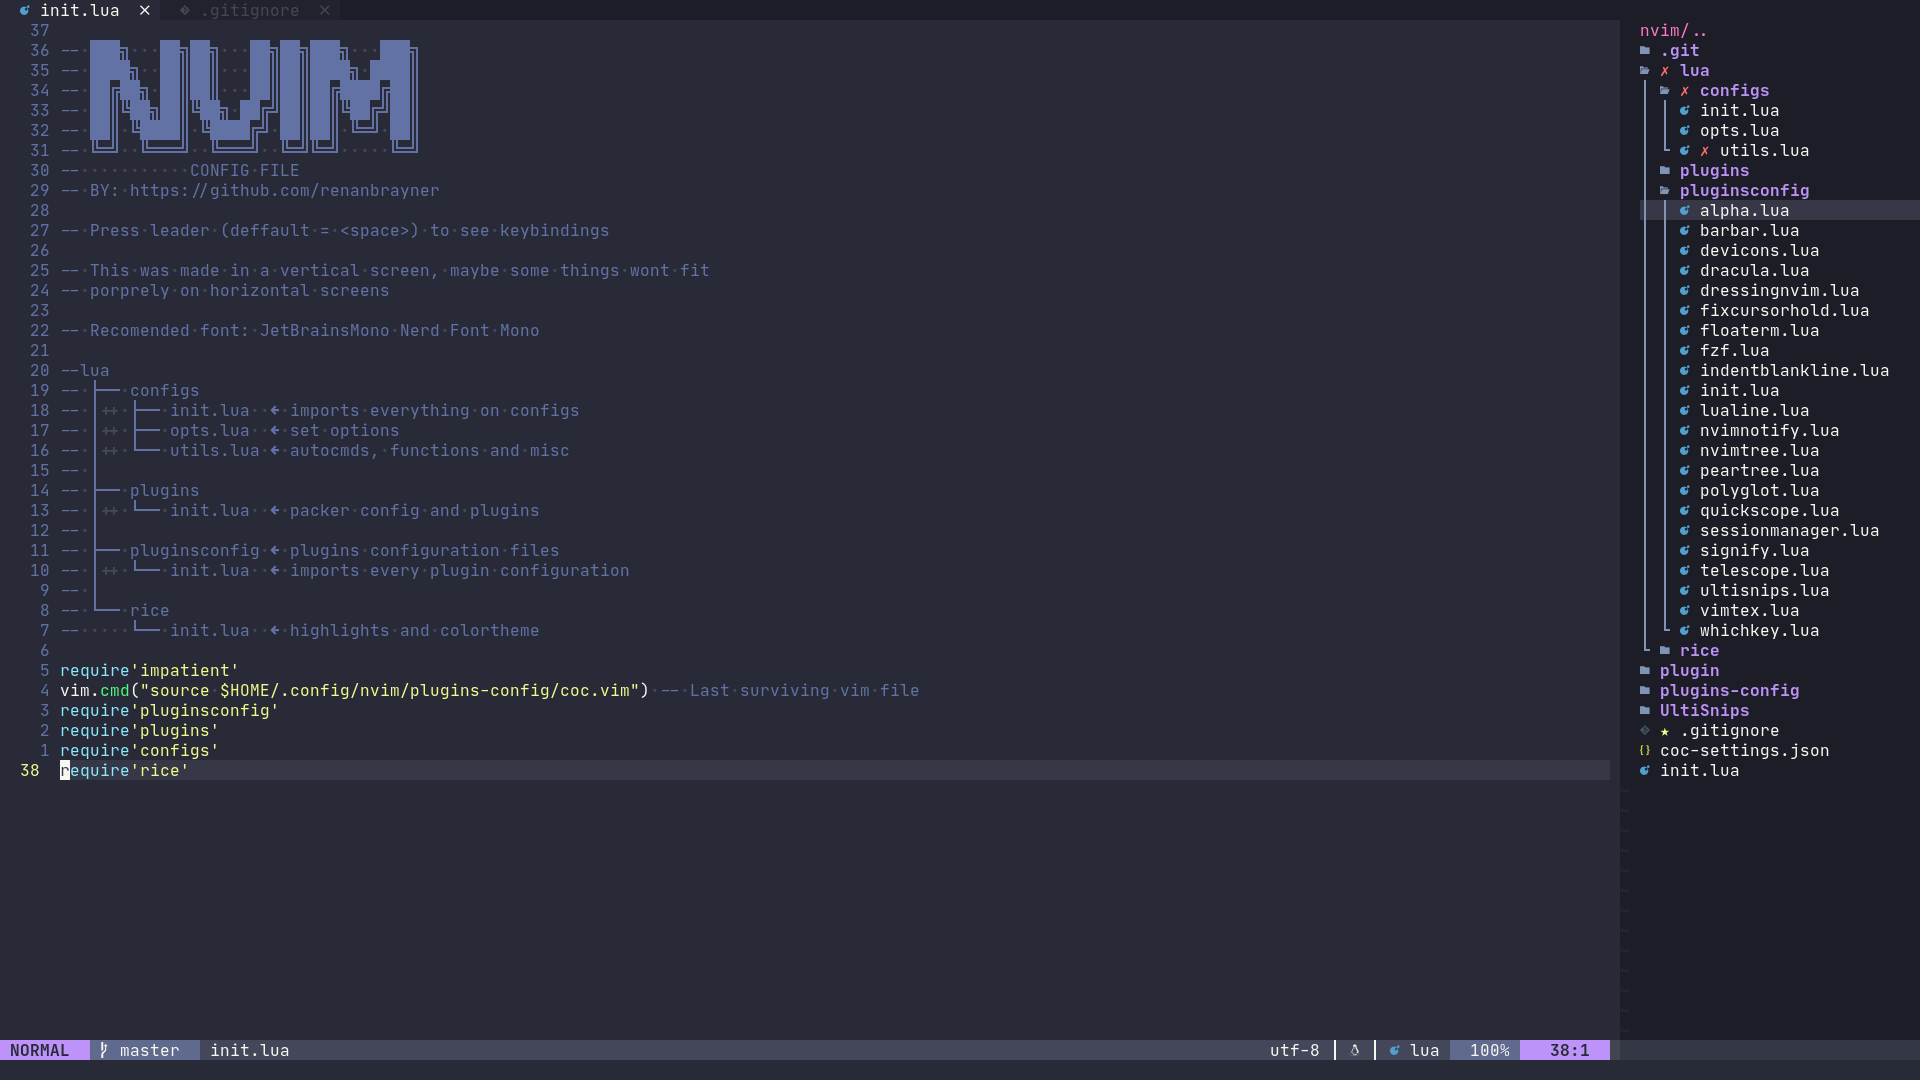 init.lua ✕ .gitignore ✕
37
36 -- NVIM
35 --
34 --
33 --
32 --
31 --
30 -- CONFIG FILE
29 -- BY: https://github.com/renanbrayner
28
27 -- Press leader (deffault = <space>) to see keybindings
26
25 -- This was made in a vertical screen, maybe some things wont fit
24 -- porprely on horizontal screens
23
22 -- Recomended font: JetBrainsMono Nerd Font Mono
21
20 --lua
19 -- ├── configs
18 -- │ ++ ├── init.lua ← imports everything on configs
17 -- │ ++ ├── opts.lua ← set options
16 -- │ ++ └── utils.lua ← autocmds, functions and misc
15 -- │
14 -- ├── plugins
13 -- │ ++ └── init.lua ← packer config and plugins
12 -- │
11 -- ├── pluginsconfig ← plugins configuration files
10 -- │ ++ └── init.lua ← imports every plugin configuration
9 -- │
8 -- └── rice
7 -- └── init.lua ← highlights and colortheme
6
5 require'impatient'
4 vim.cmd("source $HOME/.config/nvim/plugins-config/coc.vim") -- Last surviving vim file
3 require'pluginsconfig'
2 require'plugins'
1 require'configs'
38 require'rice'
nvim/..
.git
✗ lua
✗ configs
init.lua
opts.lua
✗ utils.lua
plugins
pluginsconfig
alpha.lua
barbar.lua
devicons.lua
dracula.lua
dressingnvim.lua
fixcursorhold.lua
floaterm.lua
fzf.lua
indentblankline.lua
init.lua
lualine.lua
nvimnotify.lua
nvimtree.lua
peartree.lua
polyglot.lua
quickscope.lua
sessionmanager.lua
signify.lua
telescope.lua
ultisnips.lua
vimtex.lua
whichkey.lua
rice
plugin
plugins-config
UltiSnips
★ .gitignore
{} coc-settings.json
init.lua
NORMAL master init.lua utf-8 lua 100% 38:1